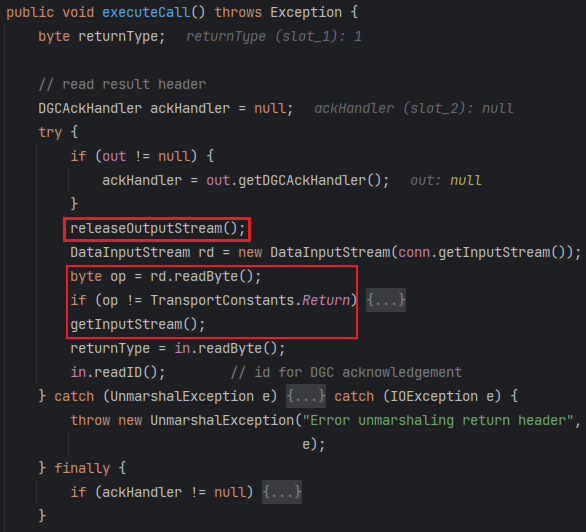 public void executeCall() throws Exception {
    byte returnType;   returnType (slot_1): 1

    // read result header
    DGCAckHandler ackHandler = null;   ackHandler (slot_2): null
    try {
        if (out != null) {
            ackHandler = out.getDGCAckHandler();   out: null
        }
        releaseOutputStream();
        DataInputStream rd = new DataInputStream(conn.getInputStream());
        byte op = rd.readByte();
        if (op != TransportConstants.Return) {...}
        getInputStream();
        returnType = in.readByte();
        in.readID();        // id for DGC acknowledgement
    } catch (UnmarshalException e) {...} catch (IOException e) {
        throw new UnmarshalException("Error unmarshaling return header",
                                     e);
    } finally {
        if (ackHandler != null) {...}
    }